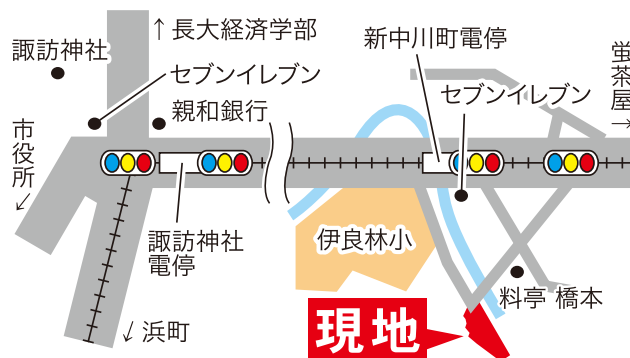 ↑長大経済学部
諏訪神社
セブンイレブン
親和銀行
市役所↙
諏訪神社
電停
↙浜町
新中川町電停
セブンイレブン
蛍茶屋→
伊良林小
料亭 橋本
現地